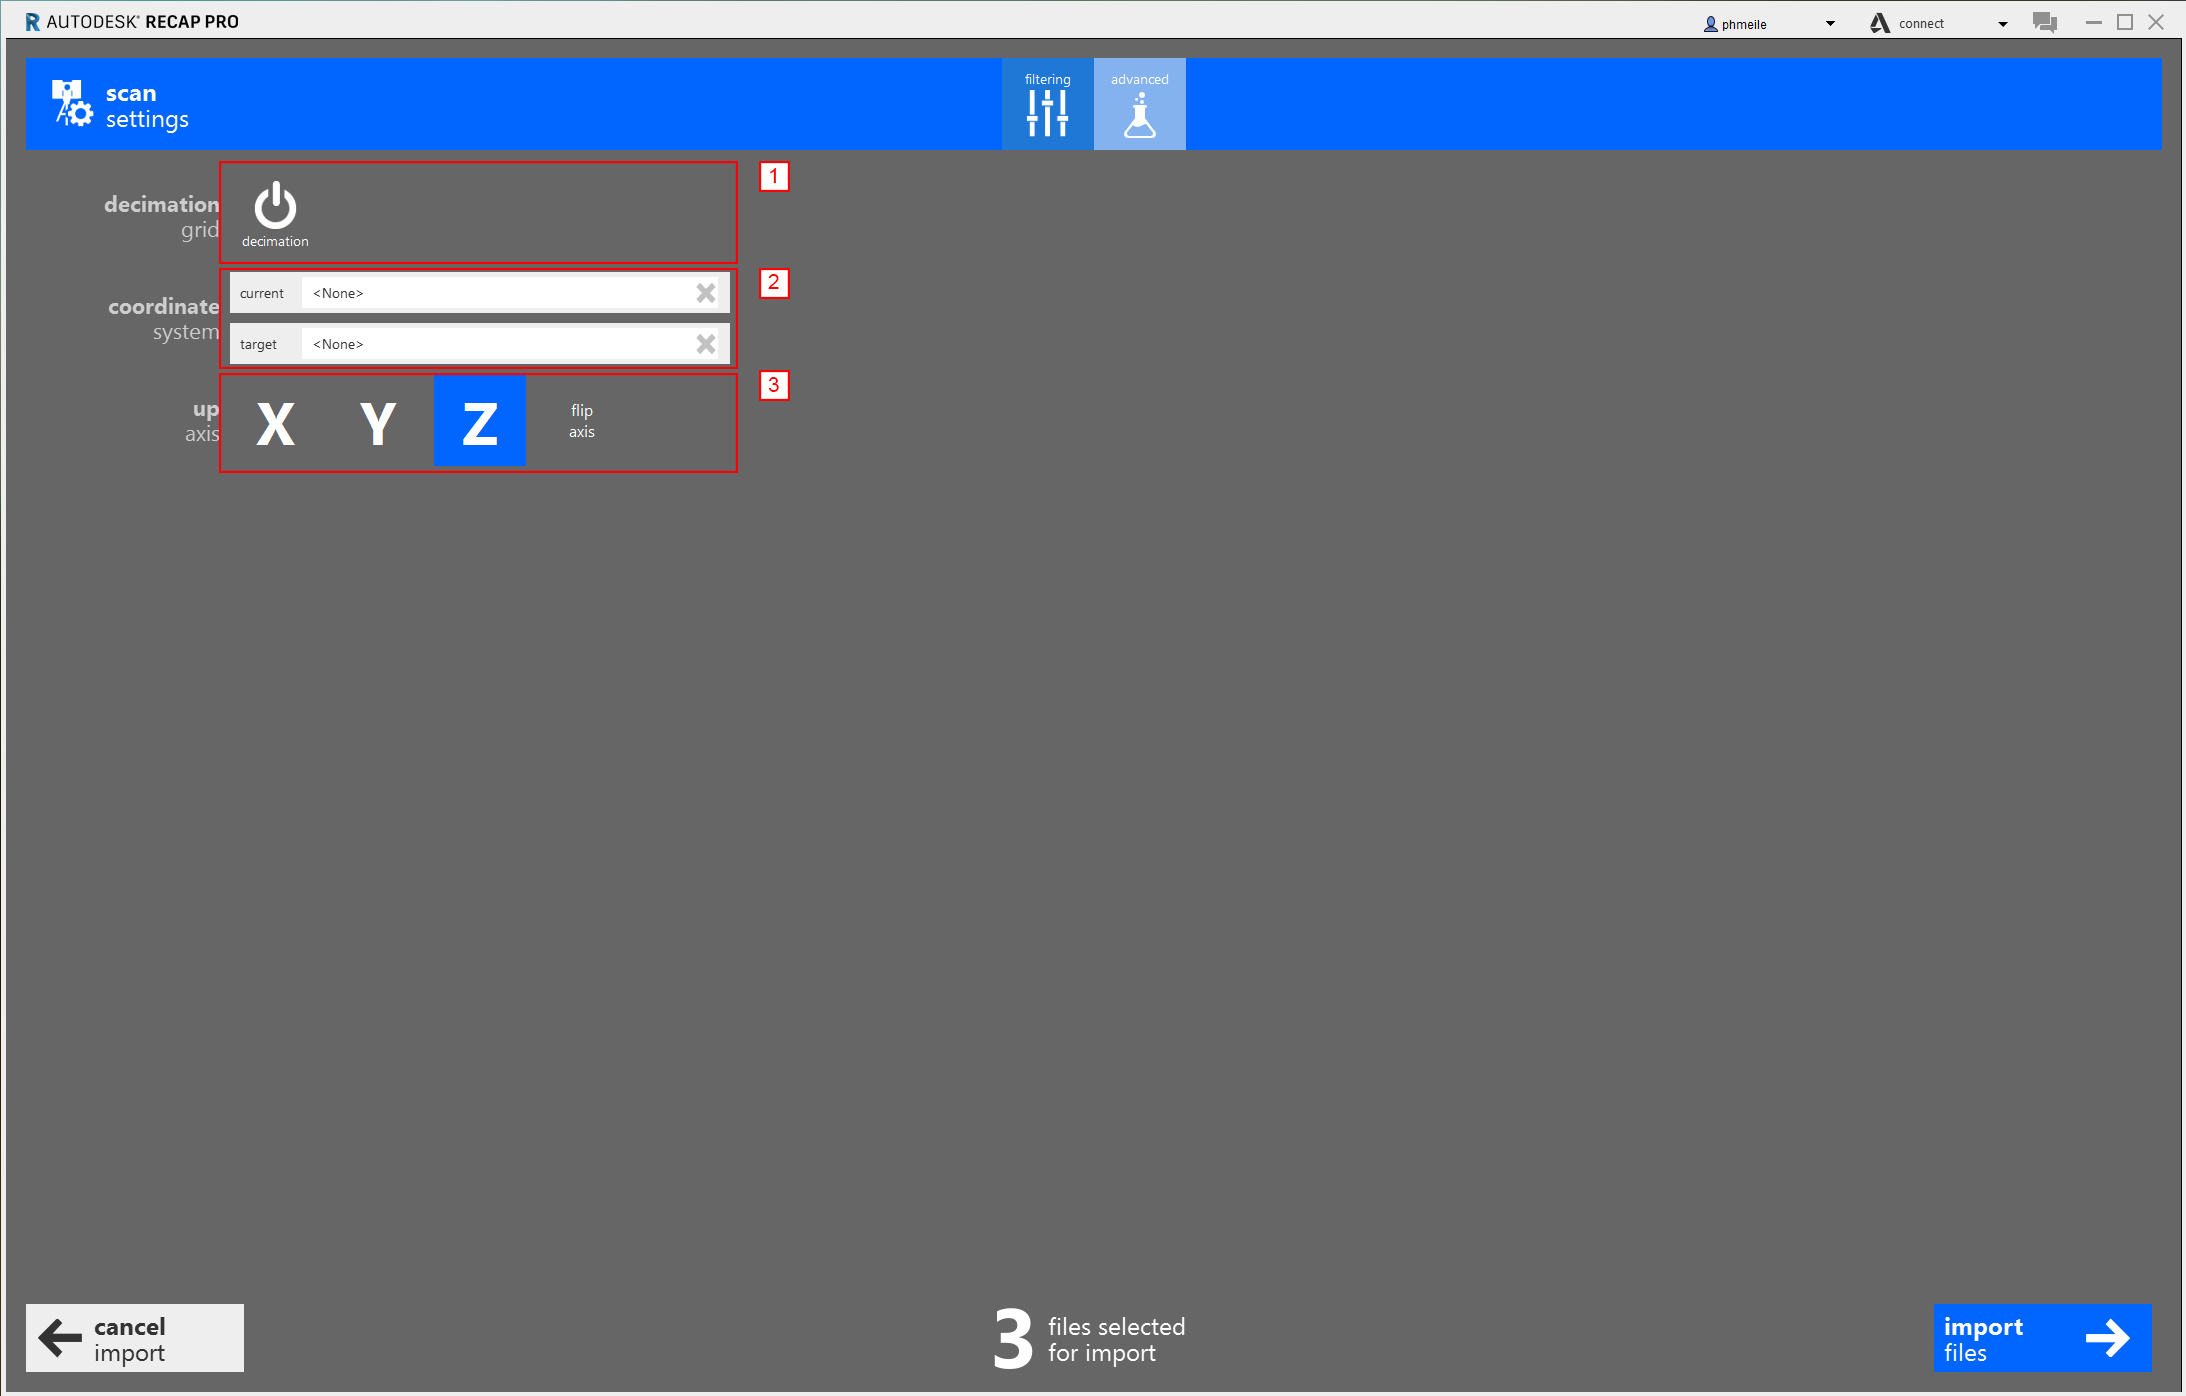 AUTODESK® RECAP PRO
phmeile
connect
scan
settings
filtering
advanced
decimation
grid
decimation
1
coordinate
system
current <None>
target <None>
2
up
axis
X Y Z
flip
axis
3
cancel
import
3
files selected
for import
import
files